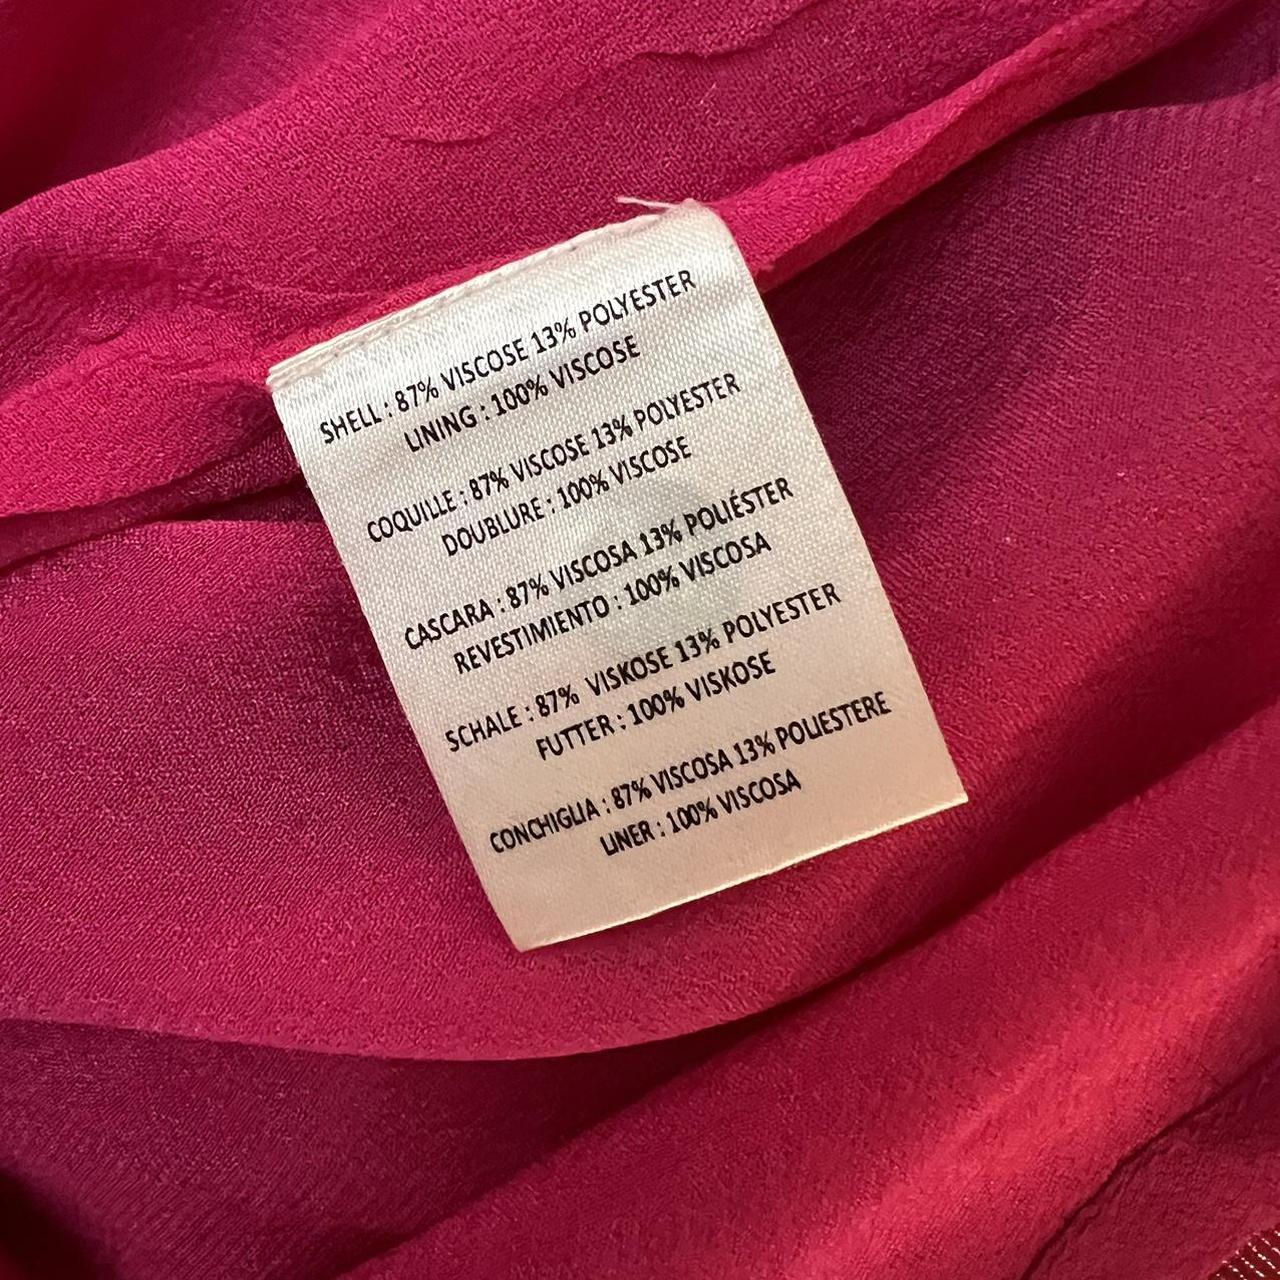 SHELL : 87% VISCOSE 13% POLYESTER
LINING : 100% VISCOSE
COQUILLE : 87% VISCOSE 13% POLYESTER
DOUBLURE : 100% VISCOSE
CASCARA : 87% VISCOSA 13% POLIÉSTER
REVESTIMIENTO : 100% VISCOSA
SCHALE : 87% VISKOSE 13% POLYESTER
FUTTER : 100% VISKOSE
CONCHIGLIA : 87% VISCOSA 13% POLIESTERE
LINER : 100% VISCOSA